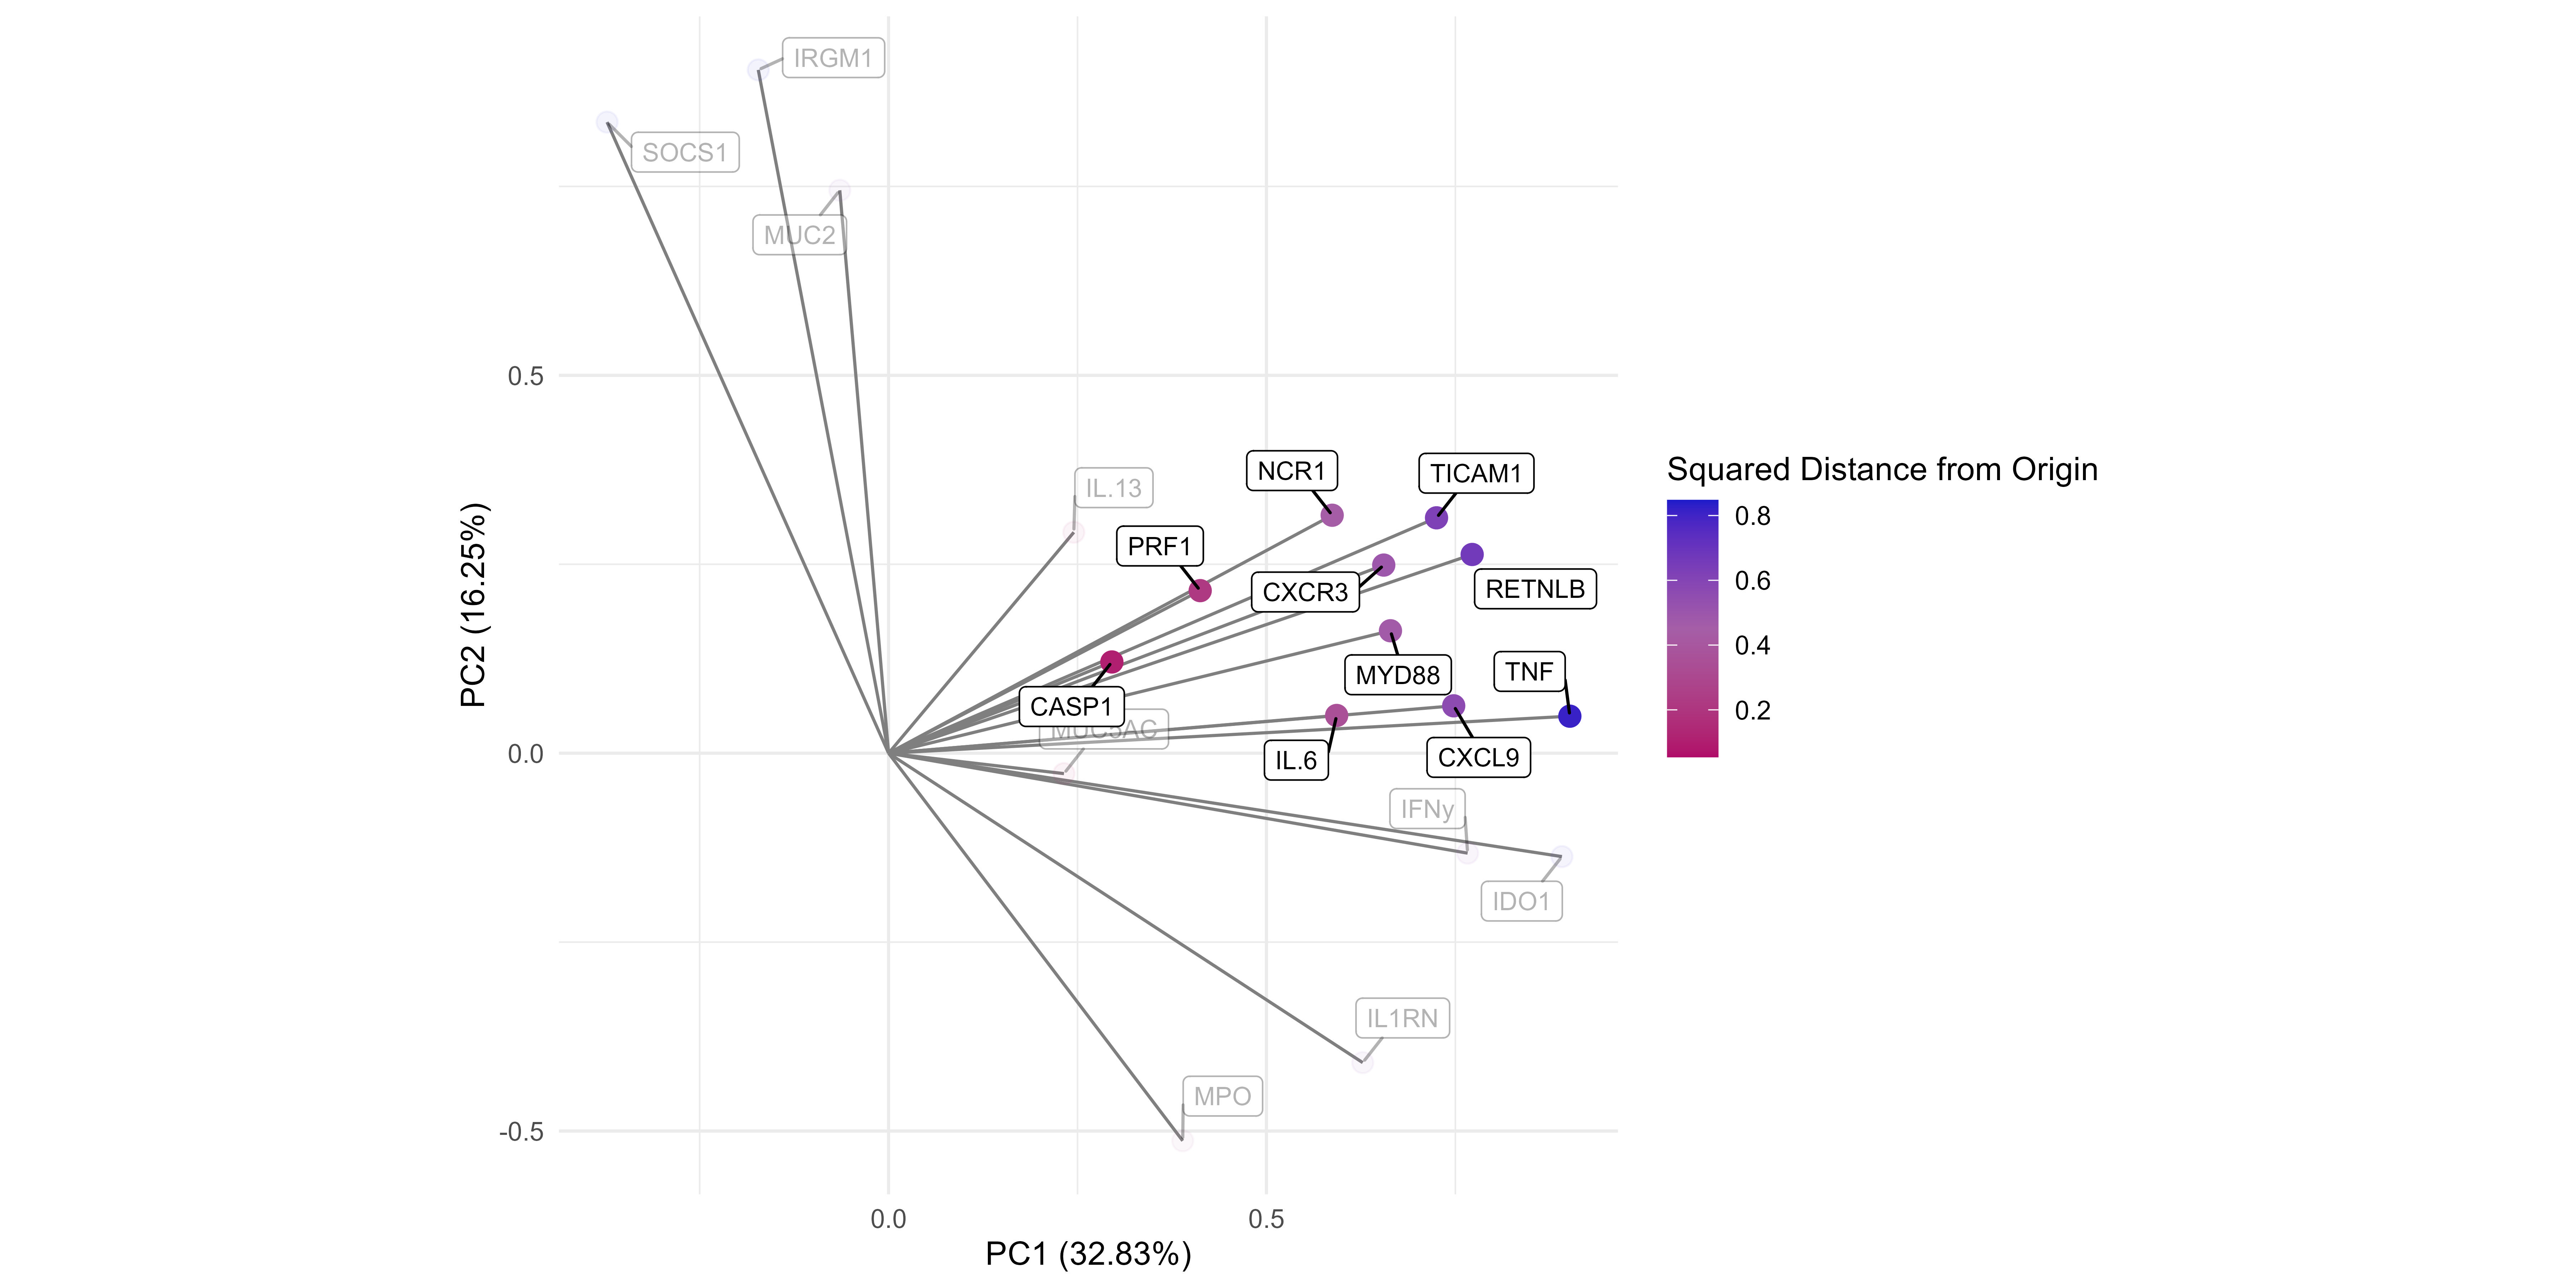 IRGM1
SOCS1
MUC2
0.5
NCR1
TICAM1
IL.13
PRF1
CXCR3
RETNLB
MYD88
TNF
CASP1
MUC5AC
0.0
IL.6
CXCL9
IFNy
IDO1
IL1RN
MPO
-0.5
0.0
0.5
PC1 (32.83%)
PC2 (16.25%)
Squared Distance from Origin
0.8
0.6
0.4
0.2